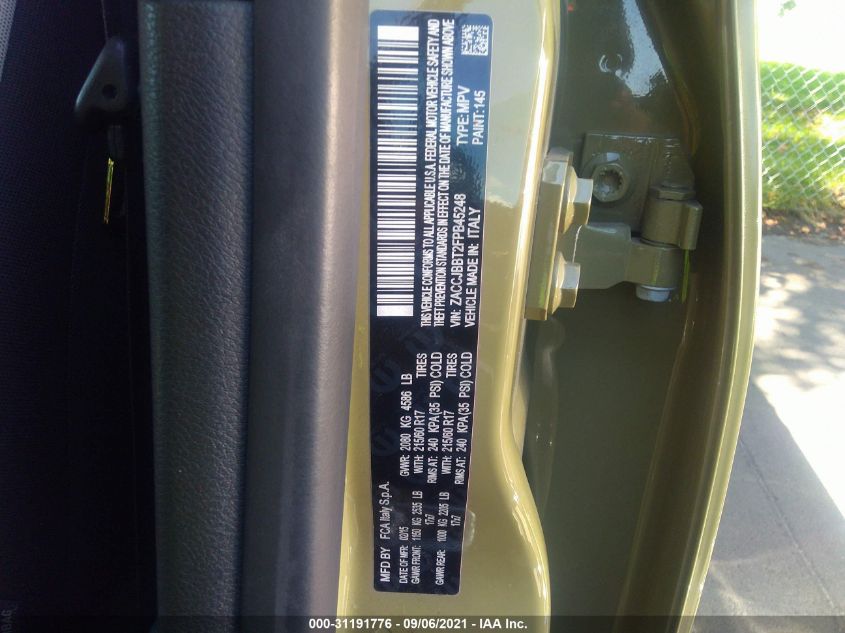 MFD BY FCA Italy S.p.A.
DATE OF MFR: GVWR: 2080 KG 4586 LB
GAWR FRONT: 1150 KG 2535 LB WITH: 215/60 R17 TIRES
17x7 RIMS AT: 240 KPA(35 PSI) COLD
GAWR REAR: 1000 KG 2205 LB WITH: 215/60 R17 TIRES
17x7 RIMS AT: 240 KPA(35 PSI) COLD
THIS VEHICLE CONFORMS TO ALL APPLICABLE U.S.A. FEDERAL MOTOR VEHICLE SAFETY AND
THEFT PREVENTION STANDARDS IN EFFECT ON THE DATE OF MANUFACTURE SHOWN ABOVE
VIN: ZACCJBBT2FPB45248 TYPE: MPV
VEHICLE MADE IN: ITALY PAINT: 145
000-31191776 - 09/06/2021 - IAA Inc.